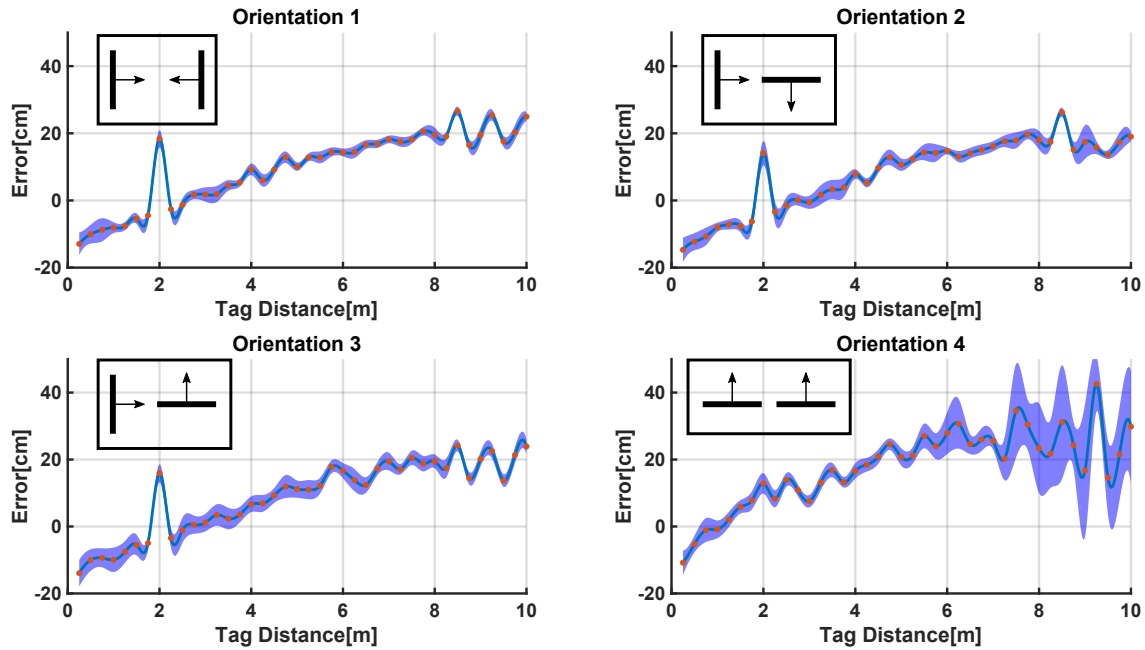 Orientation 1
Error[cm]
40
20
0
-20
0 2 4 6 8 10
Tag Distance[m]
Orientation 2
Error[cm]
40
20
0
-20
0 2 4 6 8 10
Tag Distance[m]
Orientation 3
Error[cm]
40
20
0
-20
0 2 4 6 8 10
Tag Distance[m]
Orientation 4
Error[cm]
40
20
0
-20
0 2 4 6 8 10
Tag Distance[m]